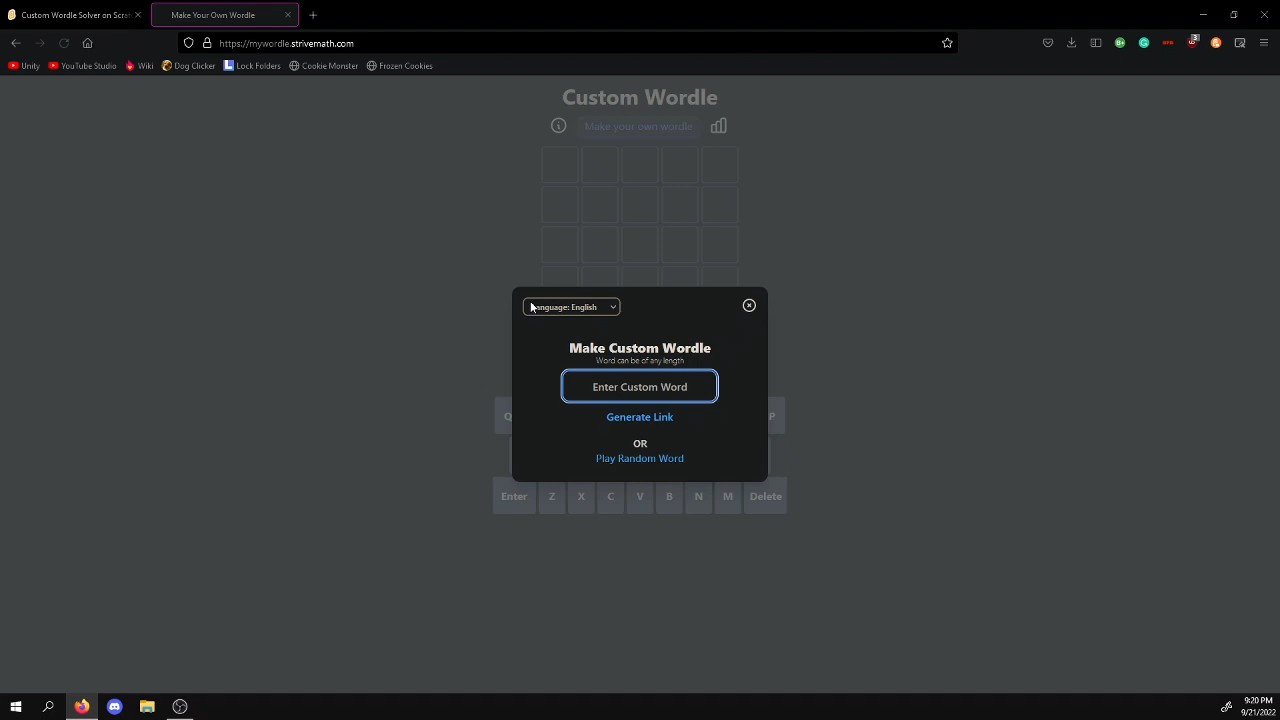 Custom Wordle Solver on Scrat
Make Your Own Wordle
https://mywordle.strivemath.com
3
Unity
YouTube Studio
Wiki
Dog Clicker
Lock Folders
Cookie Monster
Frozen Cookies
Custom Wordle
Make your own wordle
Language: English
Make Custom Wordle
Word can be of any length
Enter Custom Word
Generate Link
OR
Play Random Word
Q P
Enter Z X C V B N M Delete
9:20 PM
9/21/2022